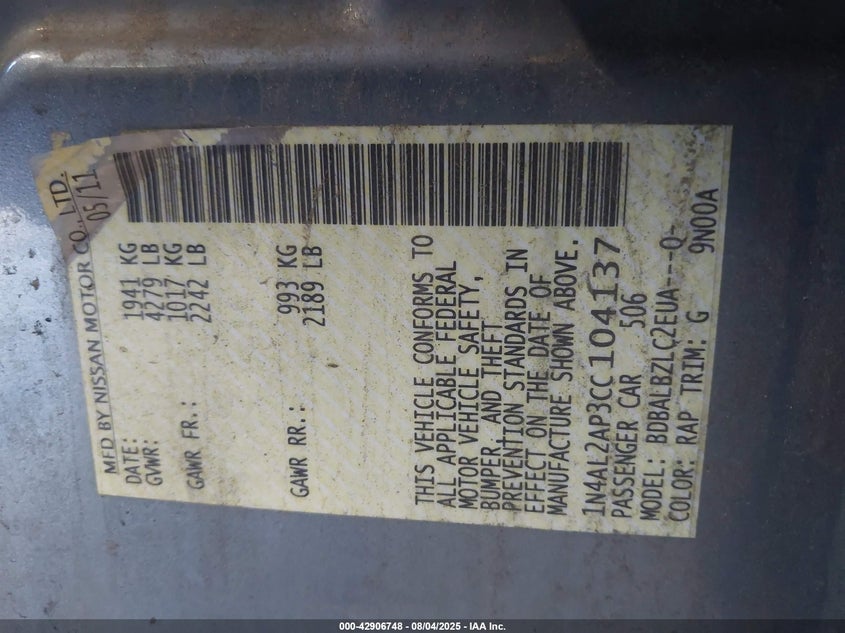 MFD BY NISSAN MOTOR CO., LTD.
DATE: 05/11
GVWR: 1941 KG
4279 LB
GAWR FR.: 1017 KG
2242 LB
GAWR RR.: 993 KG
2189 LB
THIS VEHICLE CONFORMS TO
ALL APPLICABLE FEDERAL
MOTOR VEHICLE SAFETY,
BUMPER, AND THEFT
PREVENTION STANDARDS IN
EFFECT ON THE DATE OF
MANUFACTURE SHOWN ABOVE.
1N4AL2AP3CC104137
PASSENGER CAR 506
MODEL: BDBALBZLC2EUA---Q-
COLOR: RAP TRIM: G 9N00A
000-42906748 - 08/04/2025 - IAA Inc.